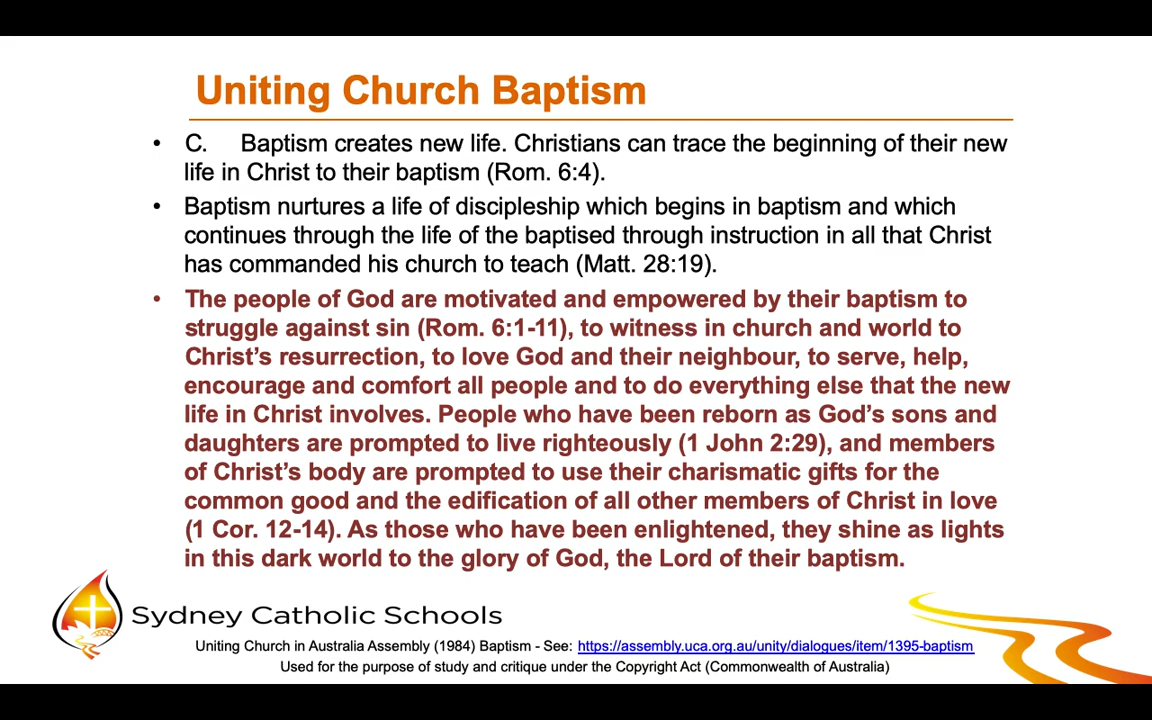 Uniting Church Baptism
• C. Baptism creates new life. Christians can trace the beginning of their new
life in Christ to their baptism (Rom. 6:4).
• Baptism nurtures a life of discipleship which begins in baptism and which
continues through the life of the baptised through instruction in all that Christ
has commanded his church to teach (Matt. 28:19).
• The people of God are motivated and empowered by their baptism to
struggle against sin (Rom. 6:1-11), to witness in church and world to
Christ’s resurrection, to love God and their neighbour, to serve, help,
encourage and comfort all people and to do everything else that the new
life in Christ involves. People who have been reborn as God’s sons and
daughters are prompted to live righteously (1 John 2:29), and members
of Christ’s body are prompted to use their charismatic gifts for the
common good and the edification of all other members of Christ in love
(1 Cor. 12-14). As those who have been enlightened, they shine as lights
in this dark world to the glory of God, the Lord of their baptism.
Sydney Catholic Schools
Uniting Church in Australia Assembly (1984) Baptism - See: https://assembly.uca.org.au/unity/dialogues/item/1395-baptism
Used for the purpose of study and critique under the Copyright Act (Commonwealth of Australia)